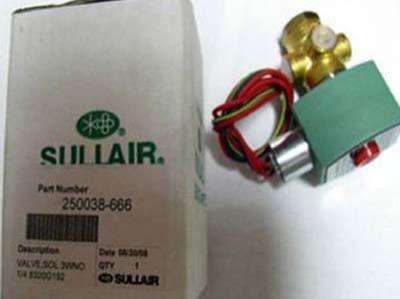 SULLAIR®
Part Number
250038-666
Description
Date 08/30/08
VALVE,SOL 3WNO
QTY 1
1/4 8320G192
SULLAIR